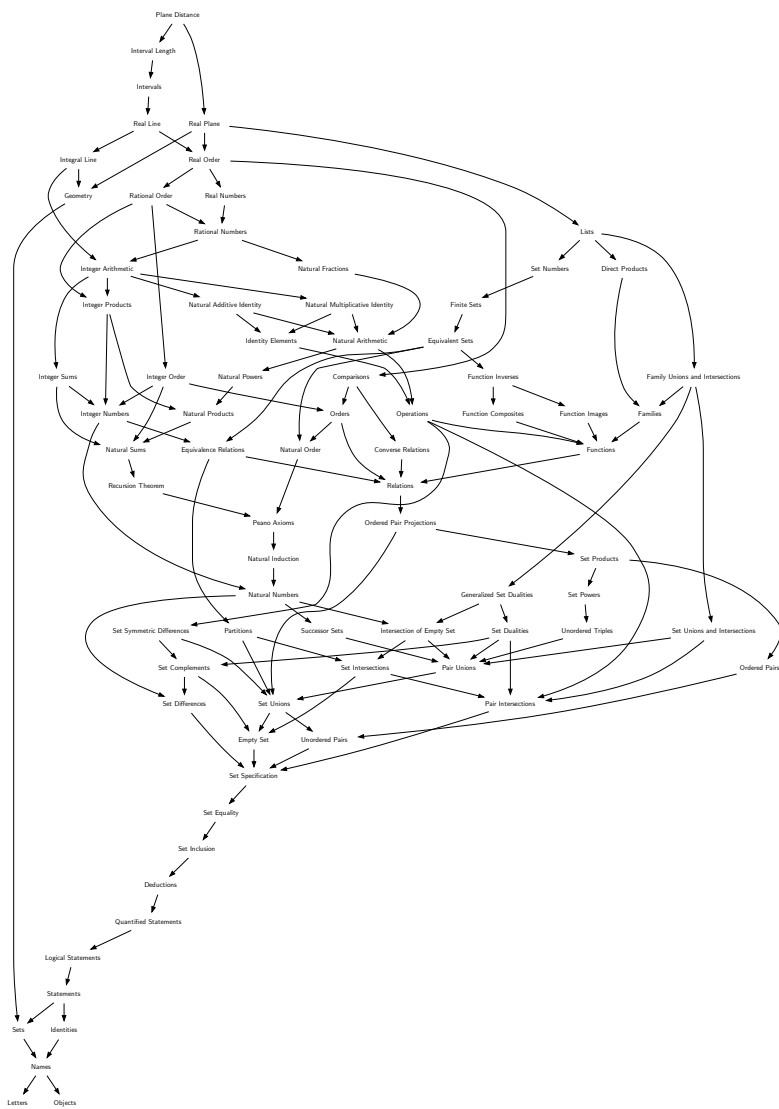 Plane Distance
Interval Length
Intervals
Real Line
Real Plane
Integral Line
Real Order
Geometry
Rational Order
Real Numbers
Rational Numbers
Lists
Integer Arithmetic
Natural Fractions
Set Numbers
Direct Products
Integer Products
Natural Additive Identity
Natural Multiplicative Identity
Finite Sets
Identity Elements
Natural Arithmetic
Equivalent Sets
Integer Sums
Integer Order
Natural Powers
Comparisons
Function Inverses
Family Unions and Intersections
Integer Numbers
Natural Products
Orders
Operations
Function Composites
Function Images
Families
Natural Sums
Equivalence Relations
Natural Order
Converse Relations
Functions
Recursion Theorem
Relations
Peano Axioms
Ordered Pair Projections
Natural Induction
Set Products
Natural Numbers
Generalized Set Dualities
Set Powers
Set Symmetric Differences
Partitions
Successor Sets
Intersection of Empty Set
Set Dualities
Unordered Triples
Set Unions and Intersections
Set Complements
Set Intersections
Pair Unions
Ordered Pairs
Set Differences
Set Unions
Pair Intersections
Empty Set
Unordered Pairs
Set Specification
Set Equality
Set Inclusion
Deductions
Quantified Statements
Logical Statements
Statements
Sets
Identities
Names
Letters
Objects